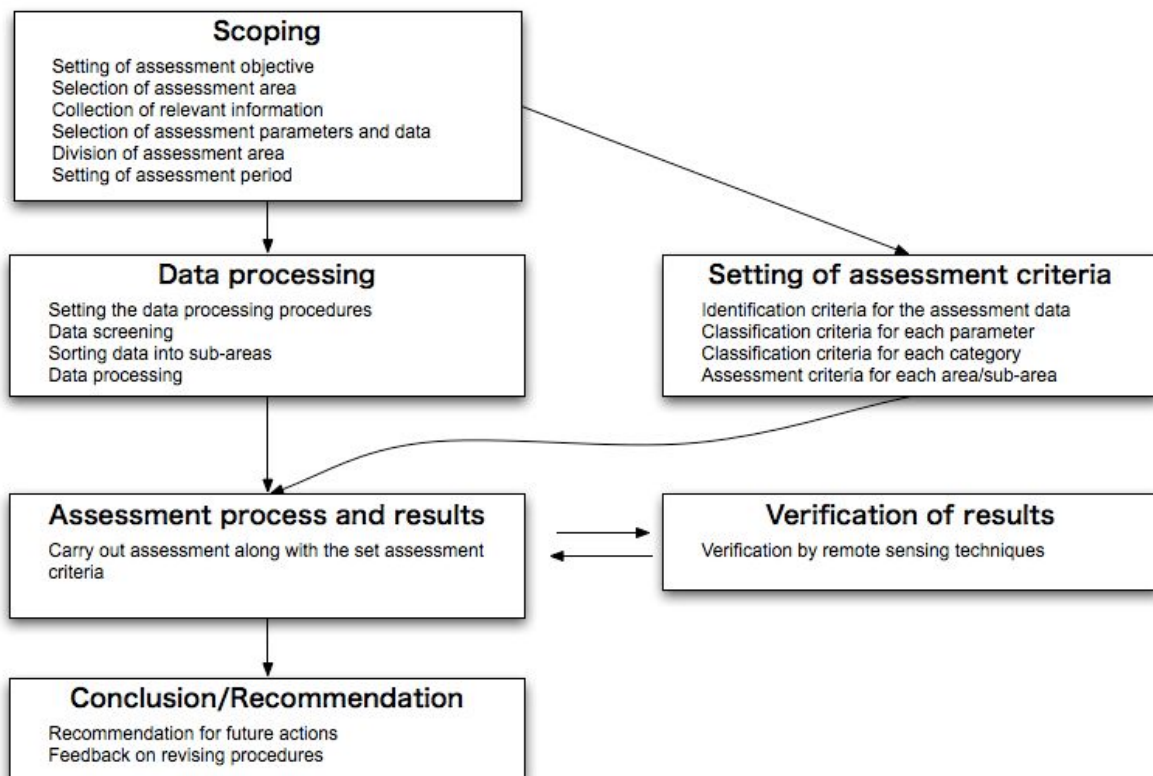 Scoping
Setting of assessment objective
Selection of assessment area
Collection of relevant information
Selection of assessment parameters and data
Division of assessment area
Setting of assessment period
Data processing
Setting the data processing procedures
Data screening
Sorting data into sub-areas
Data processing
Setting of assessment criteria
Identification criteria for the assessment data
Classification criteria for each parameter
Classification criteria for each category
Assessment criteria for each area/sub-area
Assessment process and results
Carry out assessment along with the set assessment
criteria
Verification of results
Verification by remote sensing techniques
Conclusion/Recommendation
Recommendation for future actions
Feedback on revising procedures